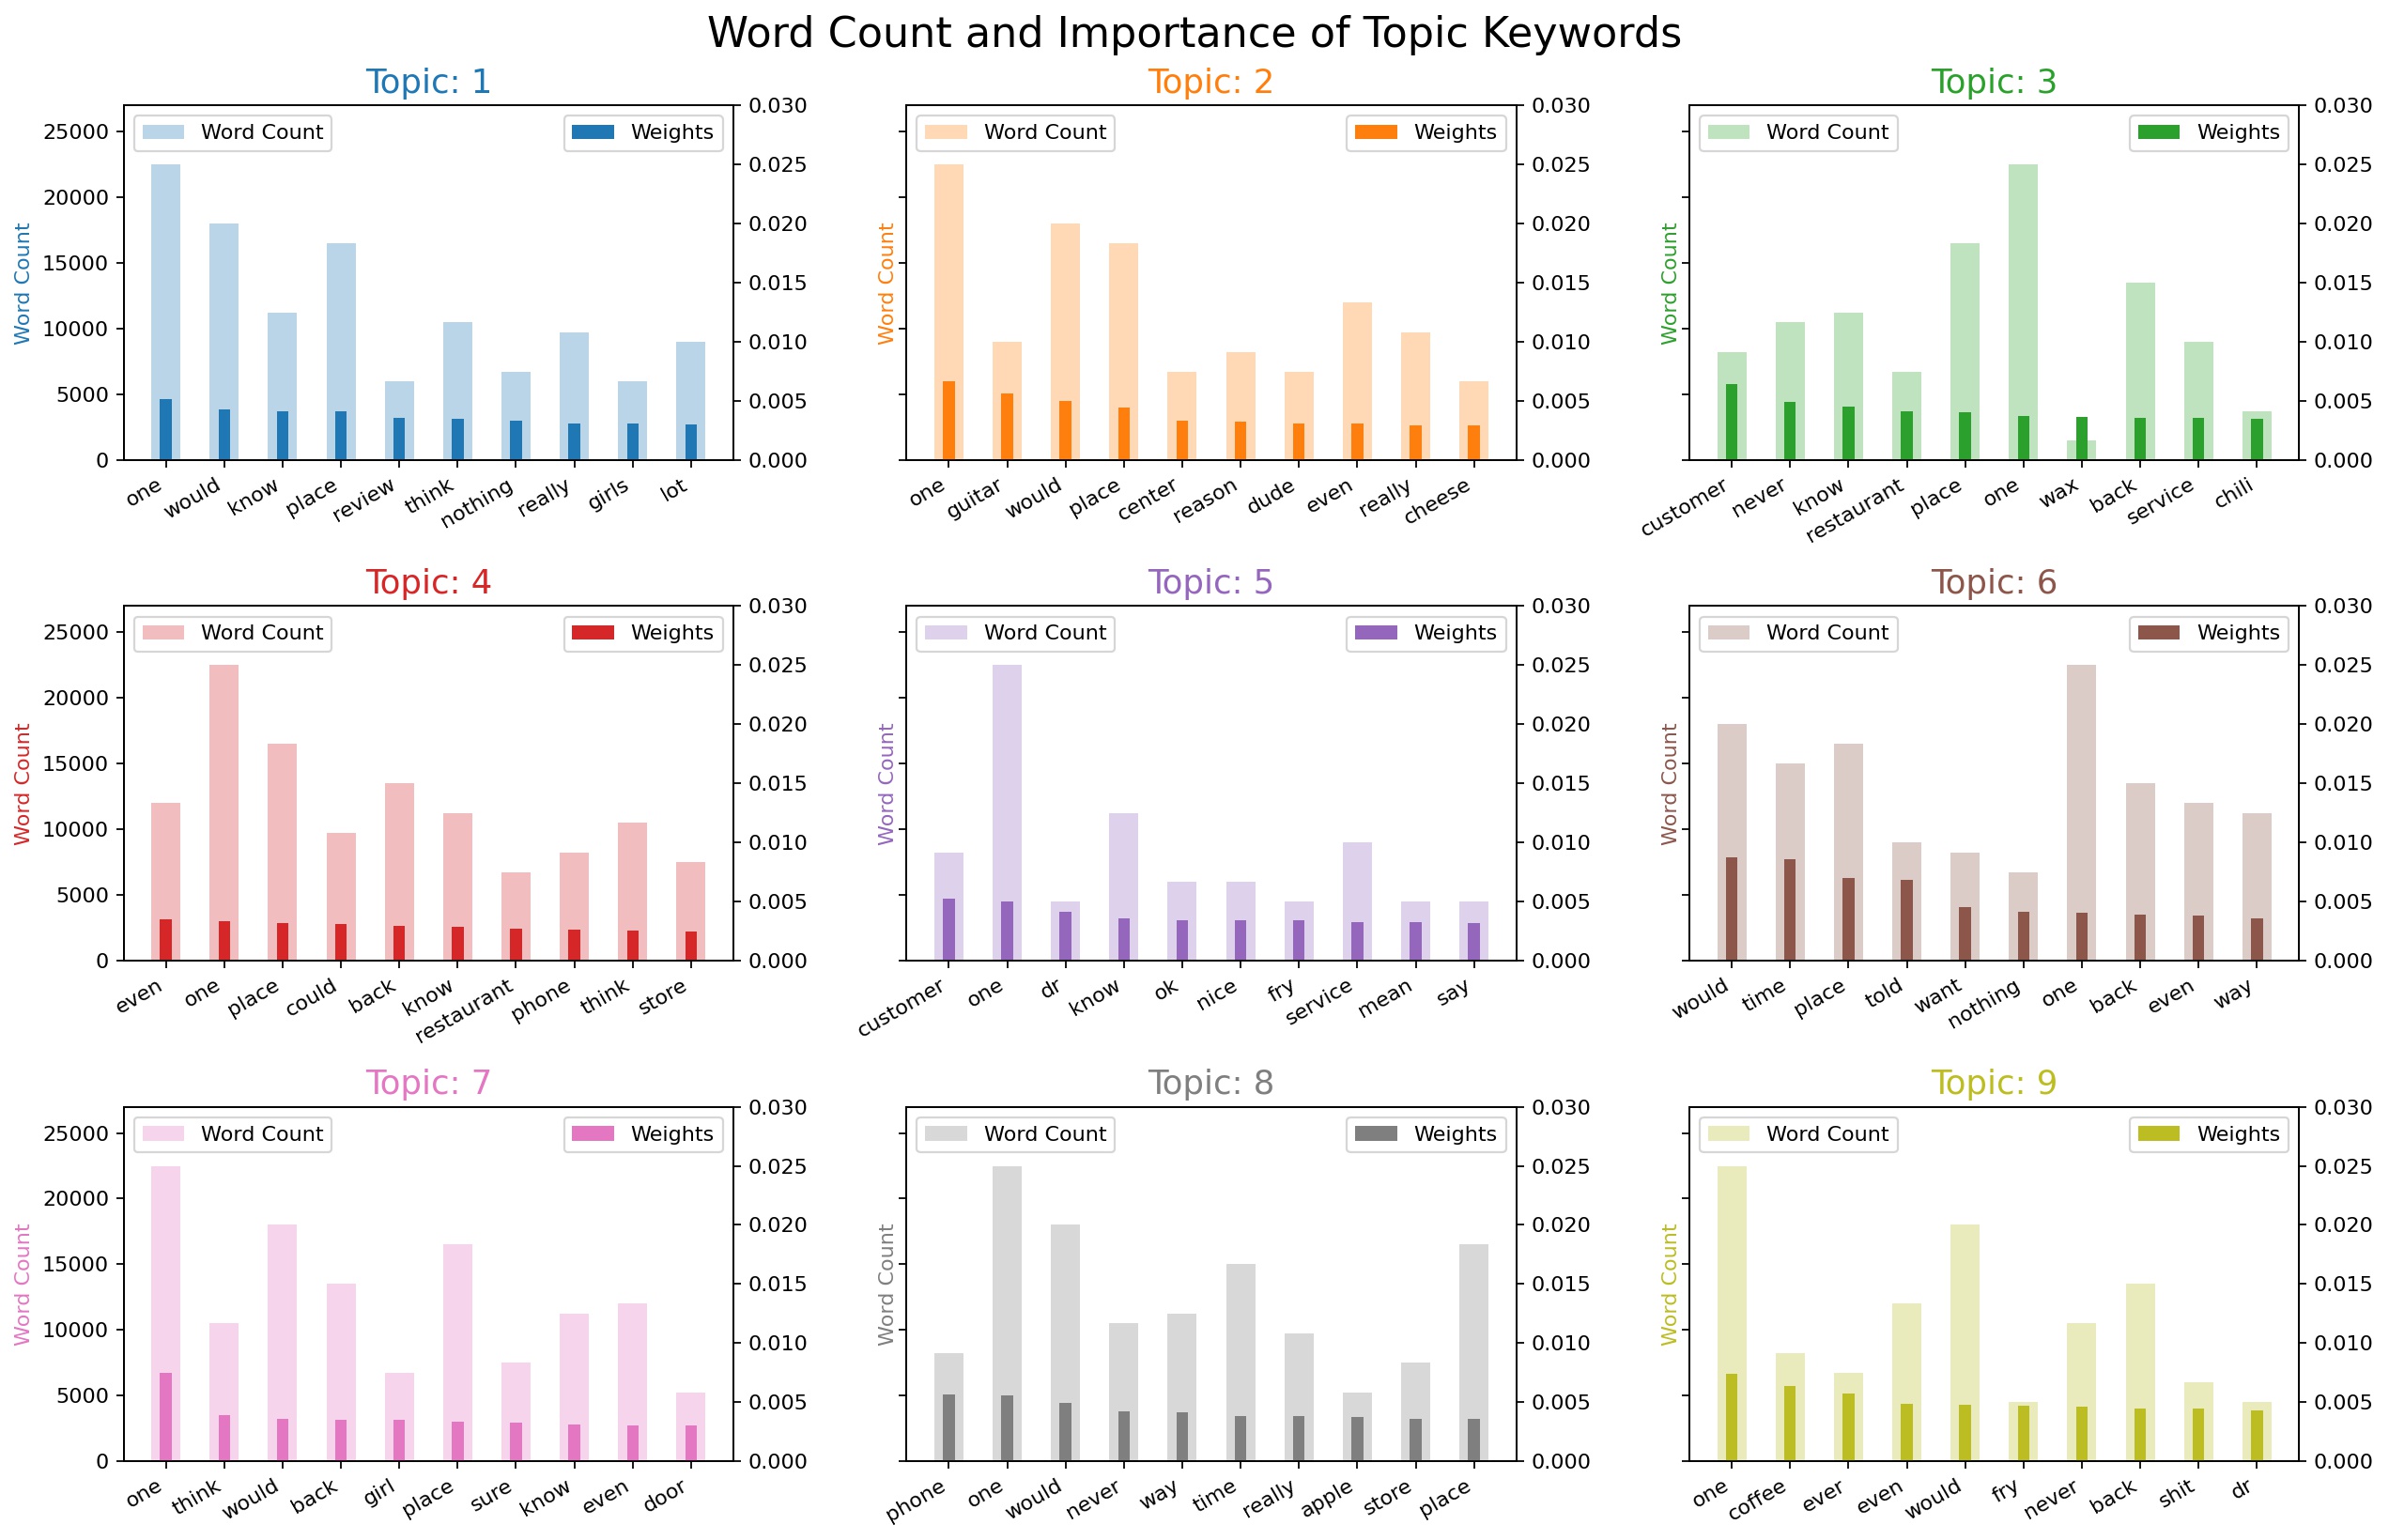 Word Count and Importance of Topic Keywords
Topic: 1
Word Count
Weights
Word Count
25000
20000
15000
10000
5000
0
0.030
0.025
0.020
0.015
0.010
0.005
0.000
one would know place review think nothing really girls lot
Topic: 2
Word Count
Weights
Word Count
0.030
0.025
0.020
0.015
0.010
0.005
0.000
one guitar would place center reason dude even really cheese
Topic: 3
Word Count
Weights
Word Count
0.030
0.025
0.020
0.015
0.010
0.005
0.000
customer never know restaurant place one wax back service chili
Topic: 4
Word Count
Weights
Word Count
25000
20000
15000
10000
5000
0
0.030
0.025
0.020
0.015
0.010
0.005
0.000
even one place could back know restaurant phone think store
Topic: 5
Word Count
Weights
Word Count
0.030
0.025
0.020
0.015
0.010
0.005
0.000
customer one dr know ok nice fry service mean say
Topic: 6
Word Count
Weights
Word Count
0.030
0.025
0.020
0.015
0.010
0.005
0.000
would time place told want nothing one back even way
Topic: 7
Word Count
Weights
Word Count
25000
20000
15000
10000
5000
0
0.030
0.025
0.020
0.015
0.010
0.005
0.000
one think would back girl place sure know even door
Topic: 8
Word Count
Weights
Word Count
0.030
0.025
0.020
0.015
0.010
0.005
0.000
phone one would never way time really apple store place
Topic: 9
Word Count
Weights
Word Count
0.030
0.025
0.020
0.015
0.010
0.005
0.000
one coffee ever even would fry never back shit dr